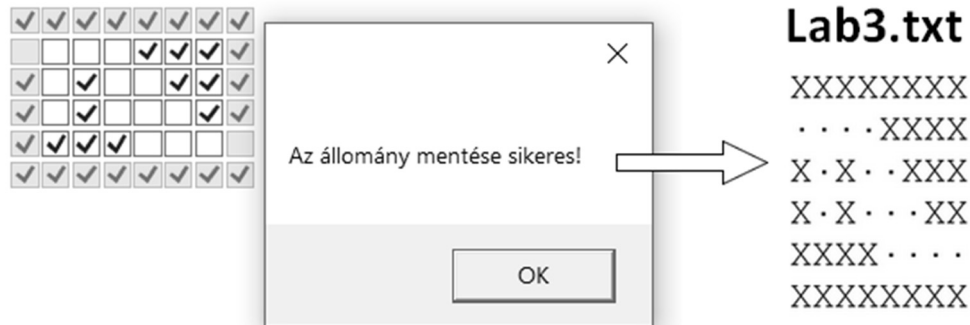 Az állomány mentése sikeres!
OK
Lab3.txt
XXXXXXXX
····XXXX
X·X··XXX
X·X···XX
XXXX····
XXXXXXXX